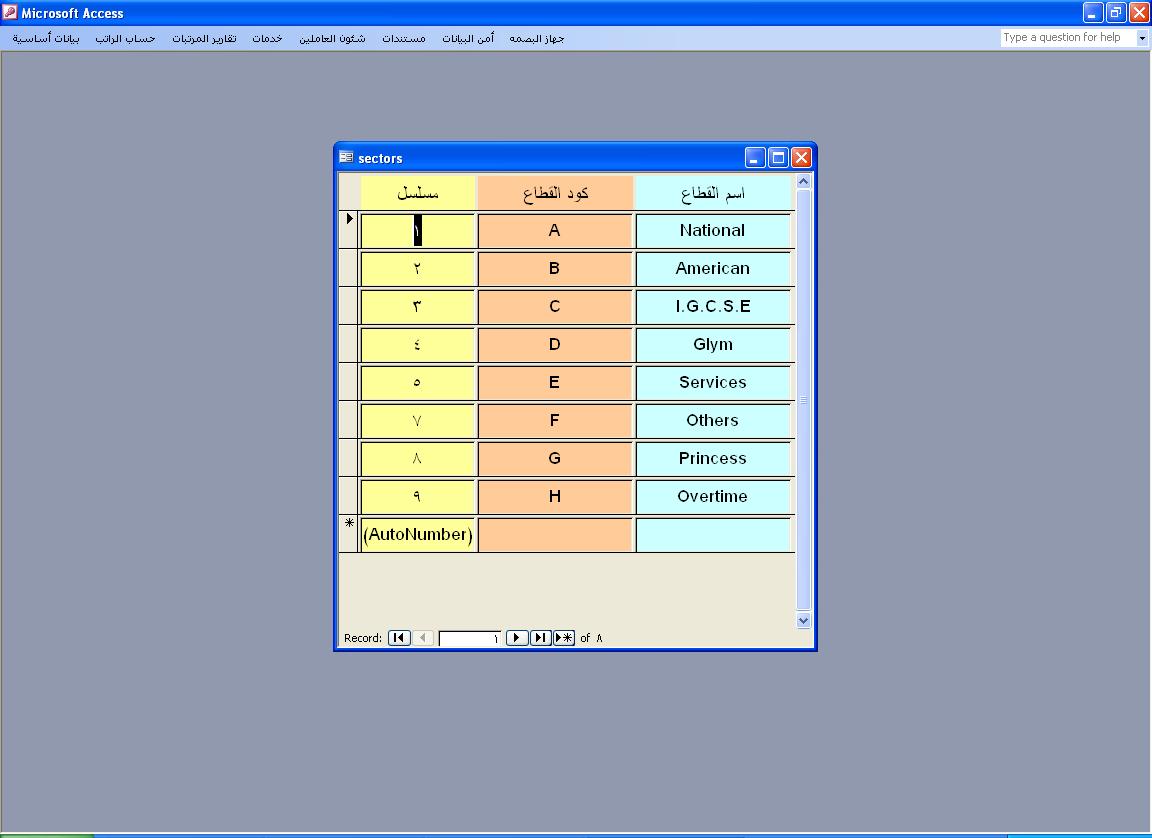 Microsoft Access
بيانات أساسية حساب الراتب تقارير المرتبات خدمات شئون العاملين مستندات أمن البيانات جهاز البصمه Type a question for help
sectors
مسلسل كود القطاع اسم القطاع
١ A National
٢ B American
٣ C I.G.C.S.E
٤ D Glym
٥ E Services
٧ F Others
٨ G Princess
٩ H Overtime
(AutoNumber)
Record: ١ of ٨